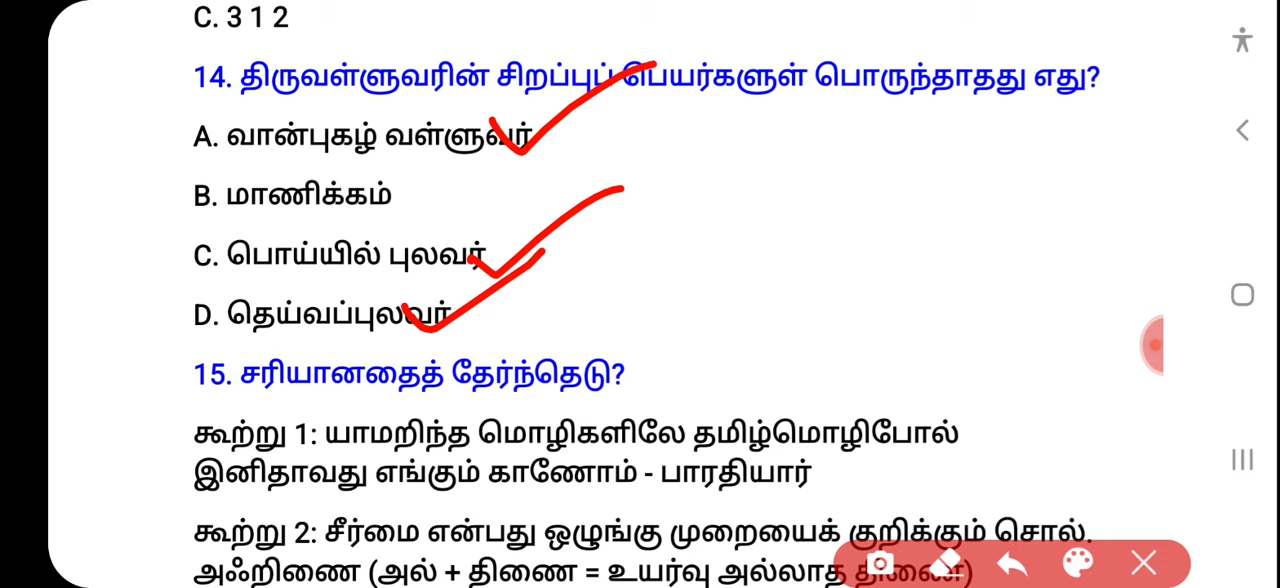 C. 3 1 2
14. திருவள்ளுவரின் சிறப்புப் பெயர்களுள் பொருந்தாதது எது?
A. வான்புகழ் வள்ளுவர்
B. மாணிக்கம்
C. பொய்யில் புலவர்
D. தெய்வப்புலவர்
15. சரியானதைத் தேர்ந்தெடு?
கூற்று 1: யாமறிந்த மொழிகளிலே தமிழ்மொழிபோல்
இனிதாவது எங்கும் காணோம் - பாரதியார்
கூற்று 2: சீர்மை என்பது ஒழுங்கு முறையைக் குறிக்கும் சொல்.
அஃறிணை (அல் + திணை = உயர்வு அல்லாத திணை)